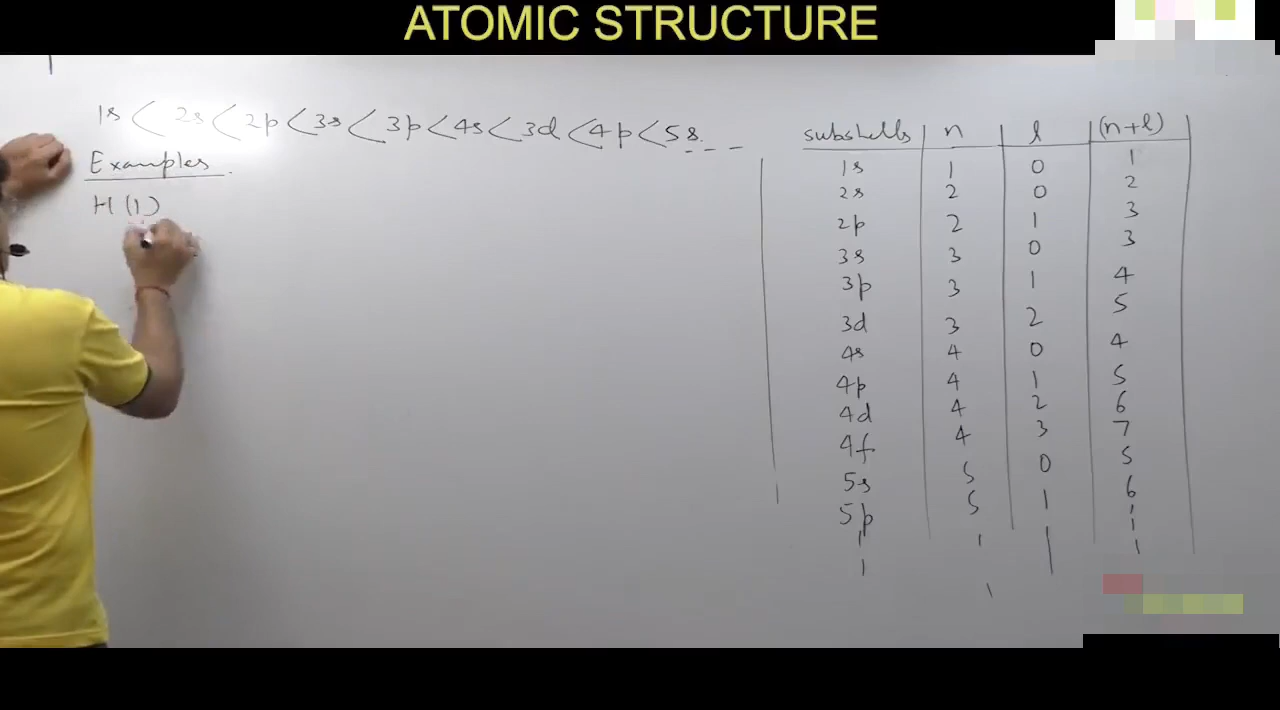 ATOMIC STRUCTURE
1s < 2s < 2p < 3s < 3p < 4s < 3d < 4p < 5s. _ _ _
Examples
H (1)
subshells n l (n+l)
1s 1 0 1
2s 2 0 2
2p 2 1 3
3s 3 0 3
3p 3 1 4
3d 3 2 5
4s 4 0 4
4p 4 1 5
4d 4 2 6
4f 4 3 7
5s 5 0 5
5p 5 1 6